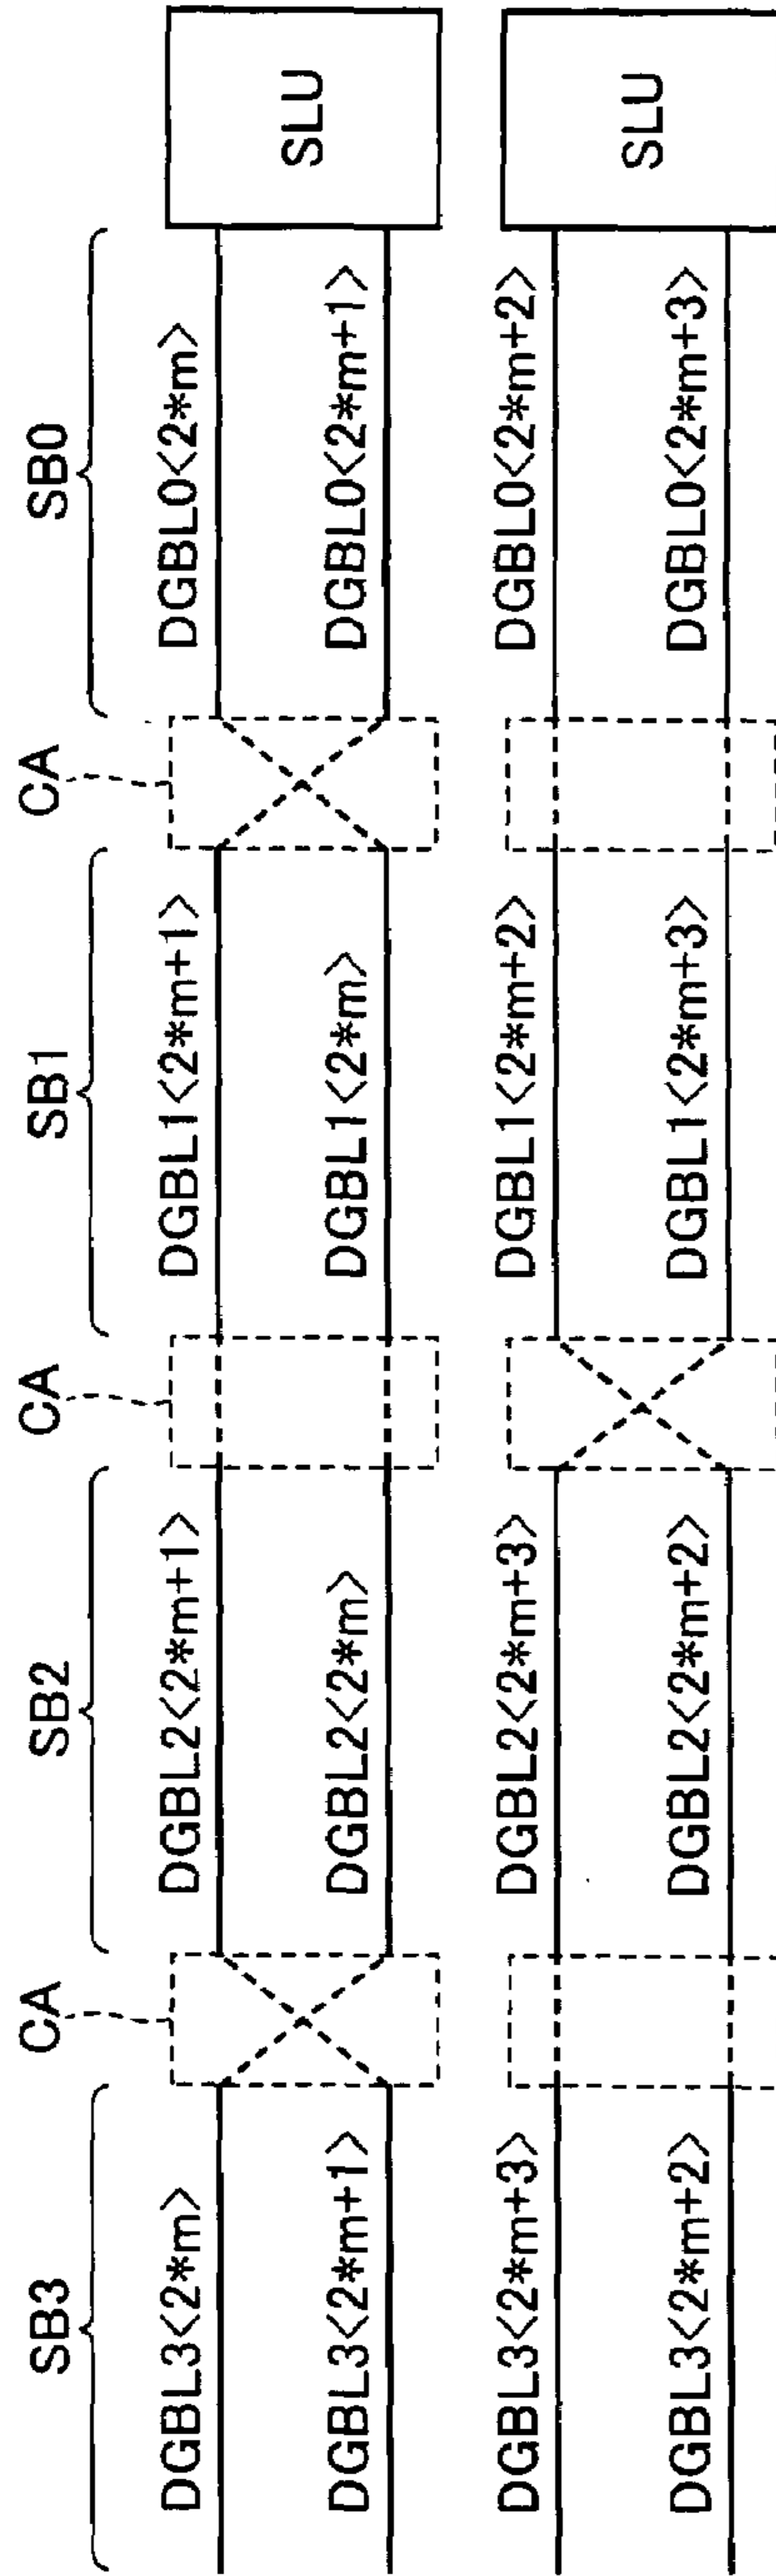 SB3
SB2
SB1
SB0
CA
CA
CA
DGBL3<2*m>
DGBL2<2*m+1>
DGBL1<2*m+1>
DGBL0<2*m>
SLU
DGBL3<2*m+1>
DGBL2<2*m>
DGBL1<2*m>
DGBL0<2*m+1>
DGBL3<2*m+3>
DGBL2<2*m+3>
DGBL1<2*m+2>
DGBL0<2*m+2>
SLU
DGBL3<2*m+2>
DGBL2<2*m+2>
DGBL1<2*m+3>
DGBL0<2*m+3>